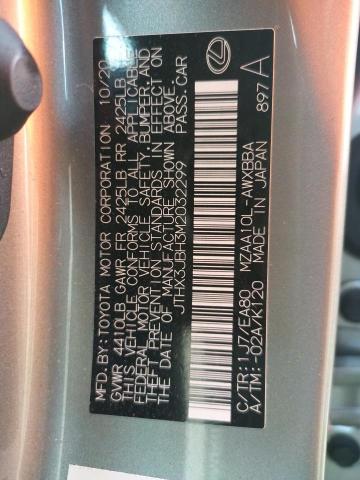 MFD.BY: TOYOTA MOTOR CORPORATION 10/20
GVWR 4410LB GAWR FR 2425LB RR 2425LB
THIS VEHICLE CONFORMS TO ALL APPLICABLE
FEDERAL MOTOR VEHICLE SAFETY, BUMPER, AND
THEFT PREVENTION STANDARDS IN EFFECT ON
THE DATE OF MANUFACTURE SHOWN ABOVE.
JTHX3JBH3M2032299 PASS.CAR
C/TR: 1J7/EA80 MZAA10L-AWXBBA
A/TM: -02A/K120 MADE IN JAPAN 897 A